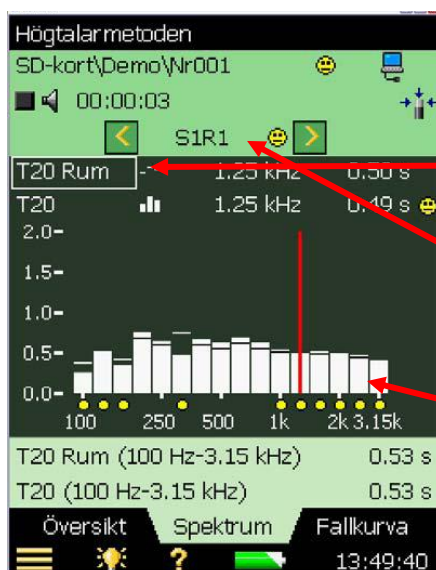 Högtalarmetoden
SD-kort\Demo\Nr001
00:00:03
S1R1
T20 Rum 1.25 kHz 0.50 s
T20 1.25 kHz 0.49 s
2.0
1.5
1.0
0.5
0.0
100 250 500 1k 2k 3.15k
T20 Rum (100 Hz-3.15 kHz) 0.53 s
T20 (100 Hz-3.15 kHz) 0.53 s
Översikt Spektrum Fallkurva
? 13:49:40